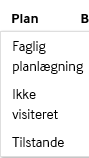 Plan B
Faglig
planlægning
Ikke
visiteret
Tilstande